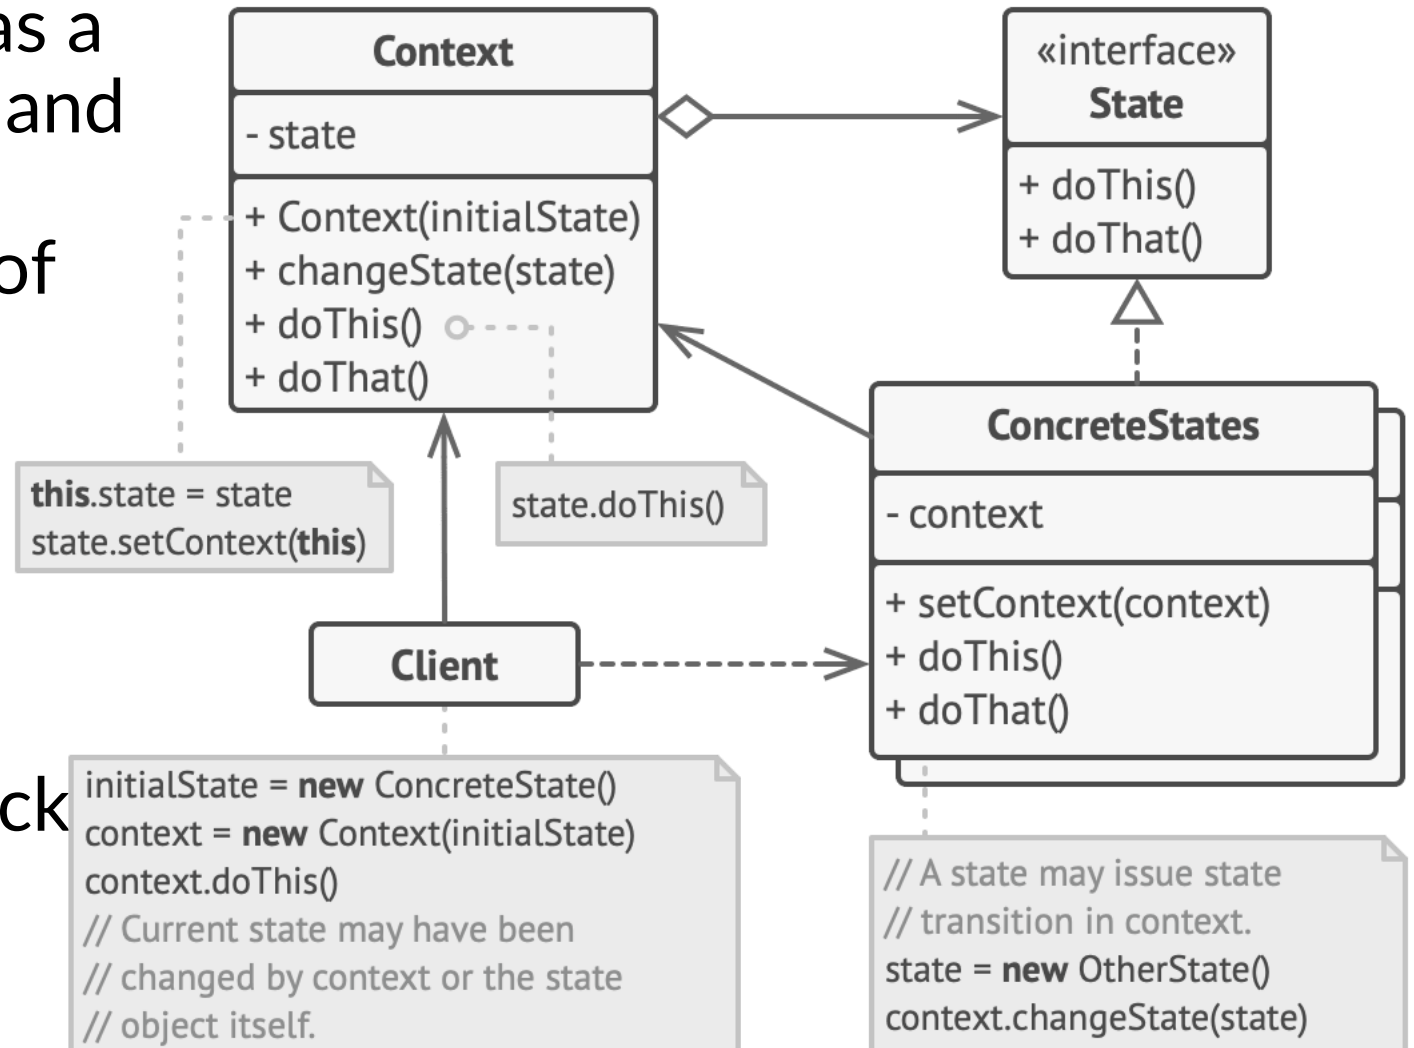 as a
and
of
ck
Context
- state
+ Context(initialState)
+ changeState(state)
+ doThis()
+ doThat()
«interface»
State
+ doThis()
+ doThat()
this.state = state
state.setContext(this)
state.doThis()
ConcreteStates
- context
+ setContext(context)
+ doThis()
+ doThat()
Client
initialState = new ConcreteState()
context = new Context(initialState)
context.doThis()
// Current state may have been
// changed by context or the state
// object itself.
// A state may issue state
// transition in context.
state = new OtherState()
context.changeState(state)